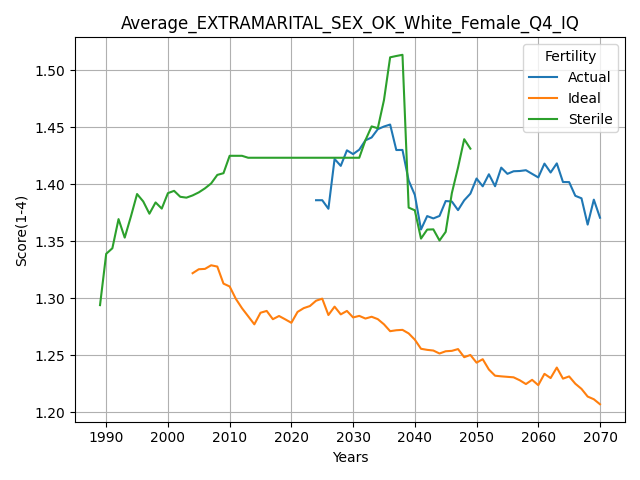 Average_EXTRAMARITAL_SEX_OK_White_Female_Q4_IQ
Fertility
Actual
Ideal
Sterile
Score(1-4)
1.50
1.45
1.40
1.35
1.30
1.25
1.20
1990 2000 2010 2020 2030 2040 2050 2060 2070
Years